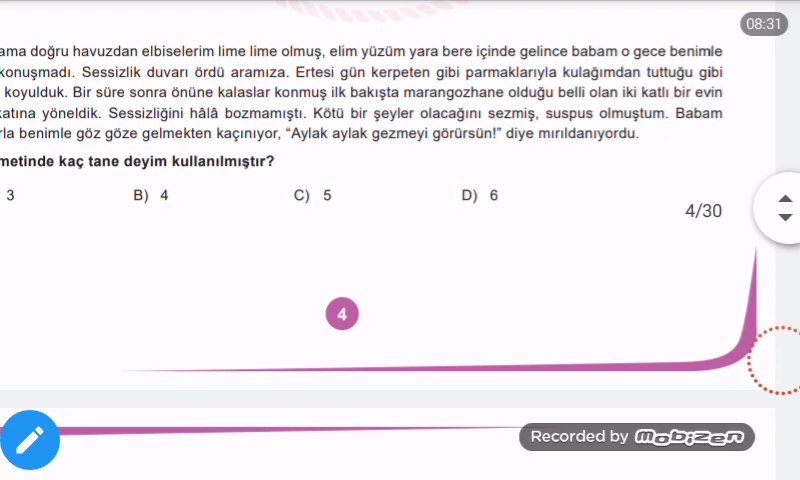 08:31
ama doğru havuzdan elbiselerim lime lime olmuş, elim yüzüm yara bere içinde gelince babam o gece benimle
konuşmadı. Sessizlik duvarı ördü aramıza. Ertesi gün kerpeten gibi parmaklarıyla kulağımdan tuttuğu gibi
koyulduk. Bir süre sonra önüne kalaslar konmuş ilk bakışta marangozhane olduğu belli olan iki katlı bir evin
katına yöneldik. Sessizliğini hâlâ bozmamıştı. Kötü bir şeyler olacağını sezmiş, suspus olmuştum. Babam
rla benimle göz göze gelmekten kaçınıyor, “Aylak aylak gezmeyi görürsün!” diye mırıldanıyordu.
metinde kaç tane deyim kullanılmıştır?
3 B) 4 C) 5 D) 6
4/30
4
Recorded by mobizen